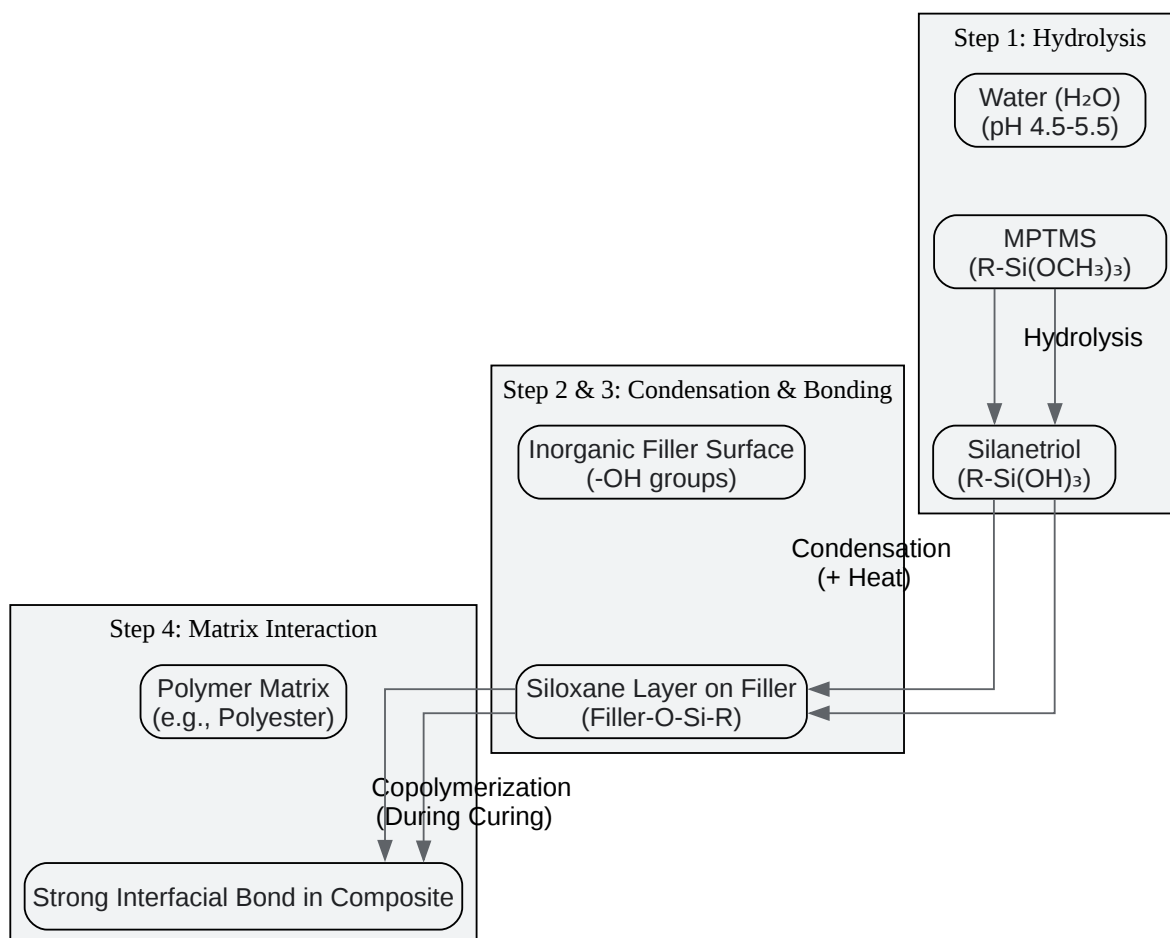 Step 1: Hydrolysis
Water (H₂O)
(pH 4.5-5.5)
MPTMS
(R-Si(OCH₃)₃)
Hydrolysis
Silanetriol
(R-Si(OH)₃)
Step 2 & 3: Condensation & Bonding
Inorganic Filler Surface
(-OH groups)
Condensation
(+ Heat)
Siloxane Layer on Filler
(Filler-O-Si-R)
Step 4: Matrix Interaction
Polymer Matrix
(e.g., Polyester)
Copolymerization
(During Curing)
Strong Interfacial Bond in Composite